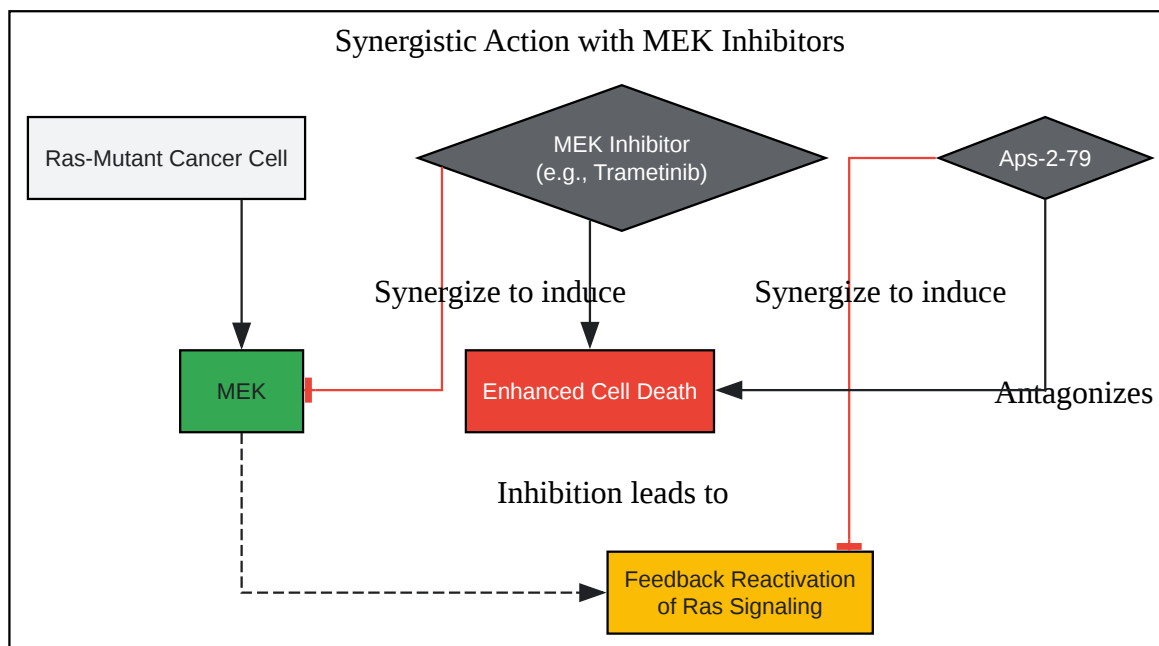 Synergistic Action with MEK Inhibitors
Ras-Mutant Cancer Cell
MEK Inhibitor
(e.g., Trametinib)
Aps-2-79
Synergize to induce
Synergize to induce
MEK
Enhanced Cell Death
Antagonizes
Inhibition leads to
Feedback Reactivation
of Ras Signaling